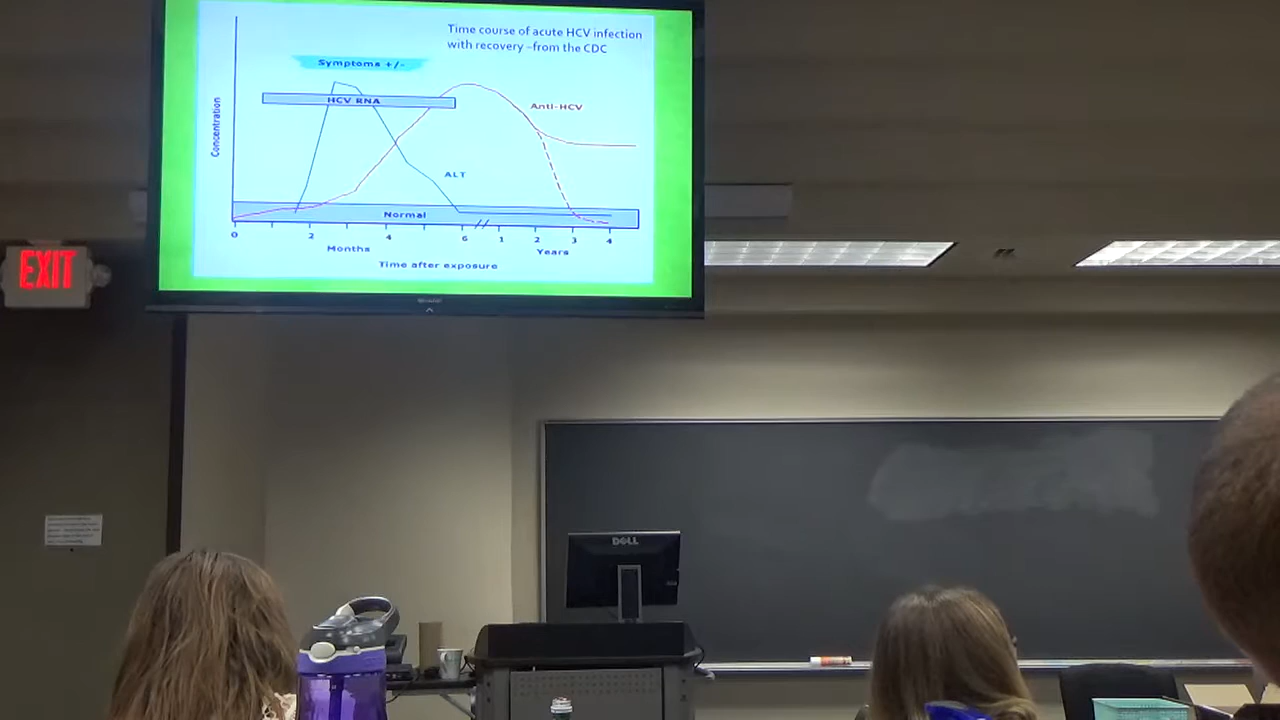 Time course of acute HCV infection
with recovery -from the CDC
Symptoms +/-
HCV RNA
Anti-HCV
Concentration
ALT
Normal
0 2 4 6 1 2 3 4
Months Years
Time after exposure
EXIT
DELL